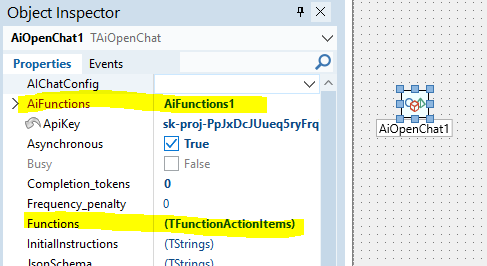 Object Inspector
AiOpenChat1 TAiOpenChat
Properties Events
AIChatConfig
AiFunctions AiFunctions1
ApiKey sk-proj-PpJxDcJUueq5ryFrq
Asynchronous True
Busy False
Completion_tokens 0
Frequency_penalty 0
Functions (TFunctionActionItems)
InitialInstructions (TStrings)
JsonSchema (TStrings)
AiOpenChat1